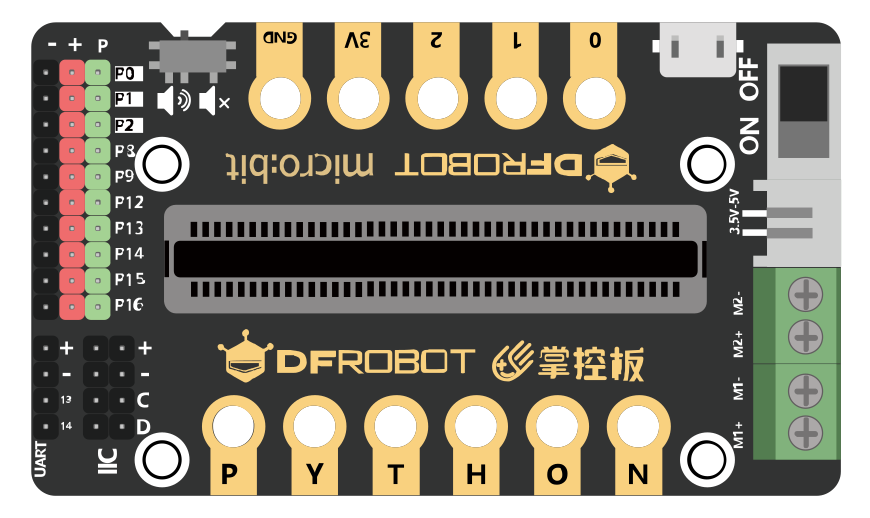 - + P
P0
P1
P2
P8
P9
P12
P13
P14
P15
P16
GND
3V
2
1
0
OFF
ON
3.5V-5V
micro:bit DFROBOT
M2-
M2+
M1-
M1+
DFROBOT 掌控板
+ +
- -
13 C
14 D
UART
IIC
P Y T H O N